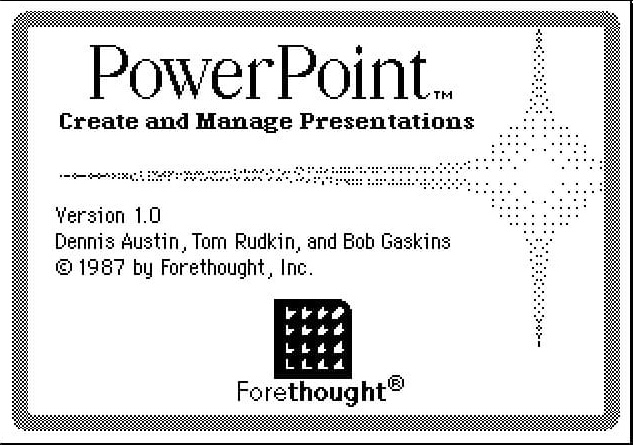 PowerPoint™
Create and Manage Presentations
Version 1.0
Dennis Austin, Tom Rudkin, and Bob Gaskins
© 1987 by Forethought, Inc.
Forethought®